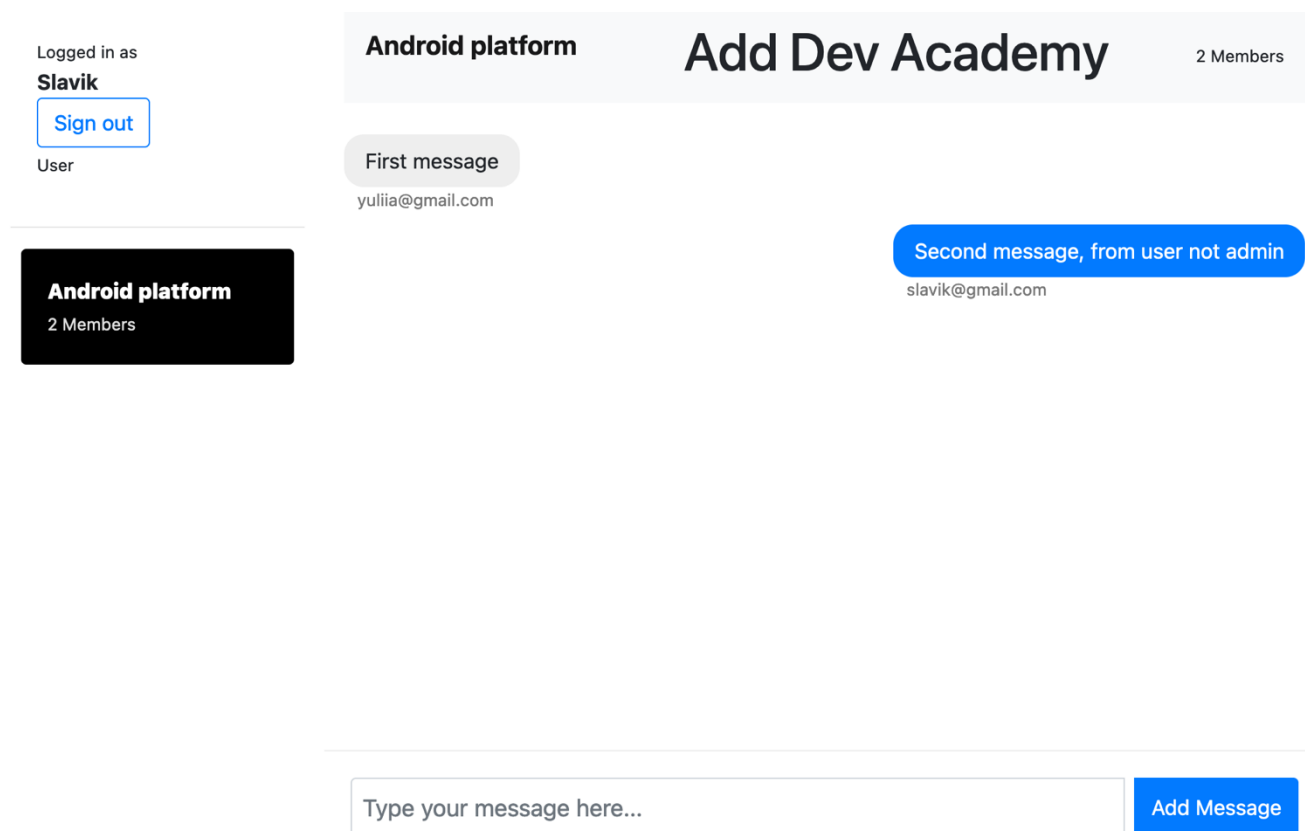 Logged in as
Slavik
Sign out
User
Android platform
2 Members
Android platform
Add Dev Academy
2 Members
First message
yuliia@gmail.com
Second message, from user not admin
slavik@gmail.com
Type your message here...
Add Message